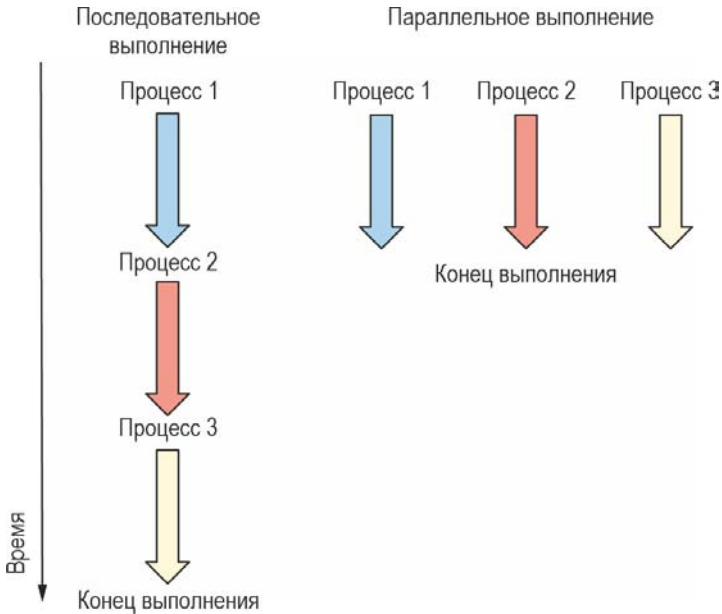 Последовательное
выполнение
Параллельное выполнение
Процесс 1
Процесс 1
Процесс 2
Процесс 3
Процесс 2
Конец выполнения
Процесс 3
Время
Конец выполнения